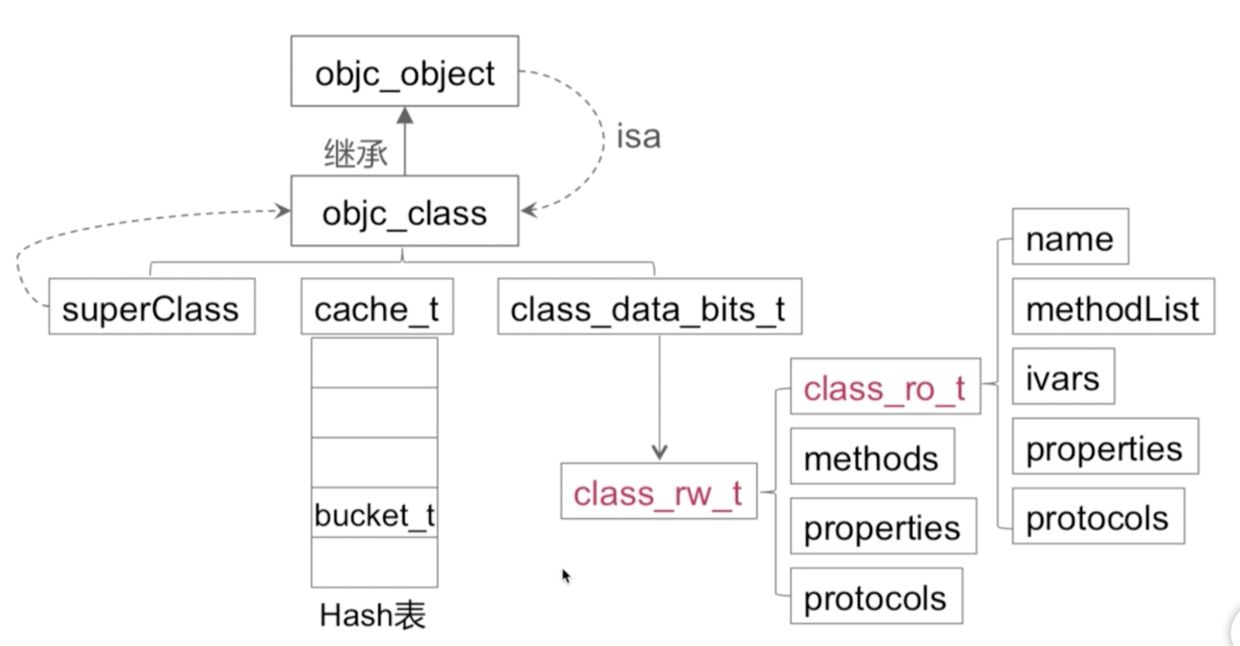 objc_object
isa
继承
objc_class
superClass
cache_t
class_data_bits_t
bucket_t
Hash表
class_rw_t
class_ro_t
methods
properties
protocols
name
methodList
ivars
properties
protocols